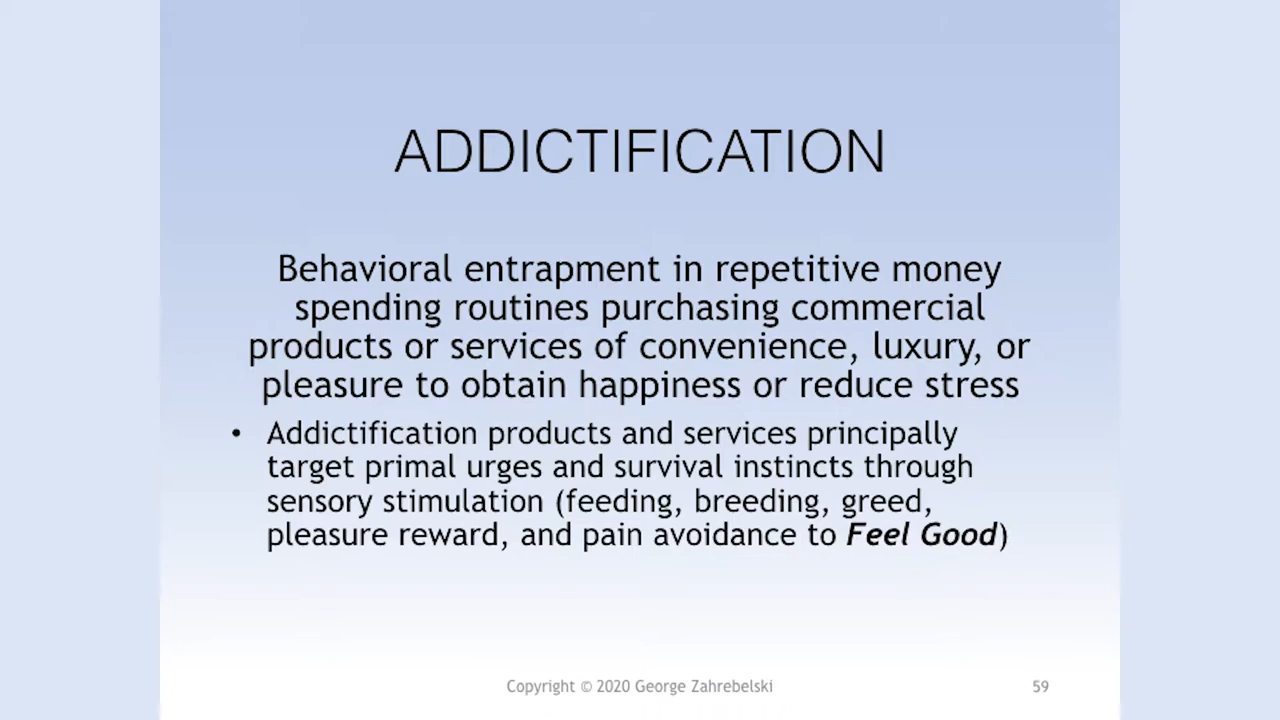 ADDICTIFICATION
Behavioral entrapment in repetitive money
spending routines purchasing commercial
products or services of convenience, luxury, or
pleasure to obtain happiness or reduce stress
• Addictification products and services principally
target primal urges and survival instincts through
sensory stimulation (feeding, breeding, greed,
pleasure reward, and pain avoidance to Feel Good)
Copyright © 2020 George Zahrebelski
59